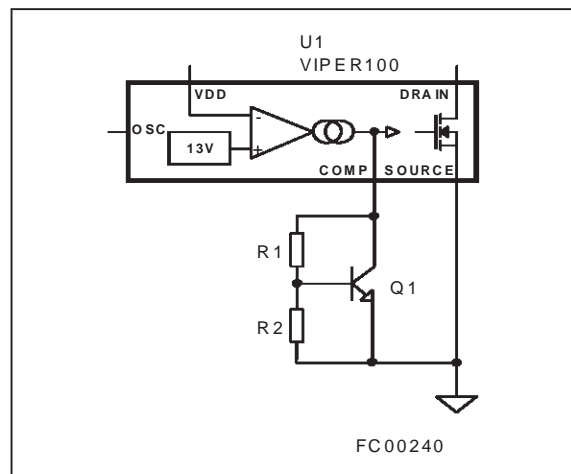 U1
VIPER100
VDD
DRAIN
OSC
-
13V
+
COMP SOURCE
R1
Q1
R2
FC00240